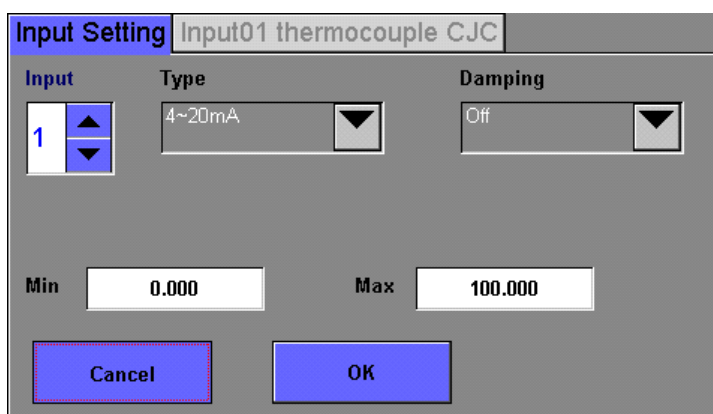 Input Setting Input01 thermocouple CJC
Input Type Damping
1 4~20mA Off
Min 0.000 Max 100.000
Cancel OK